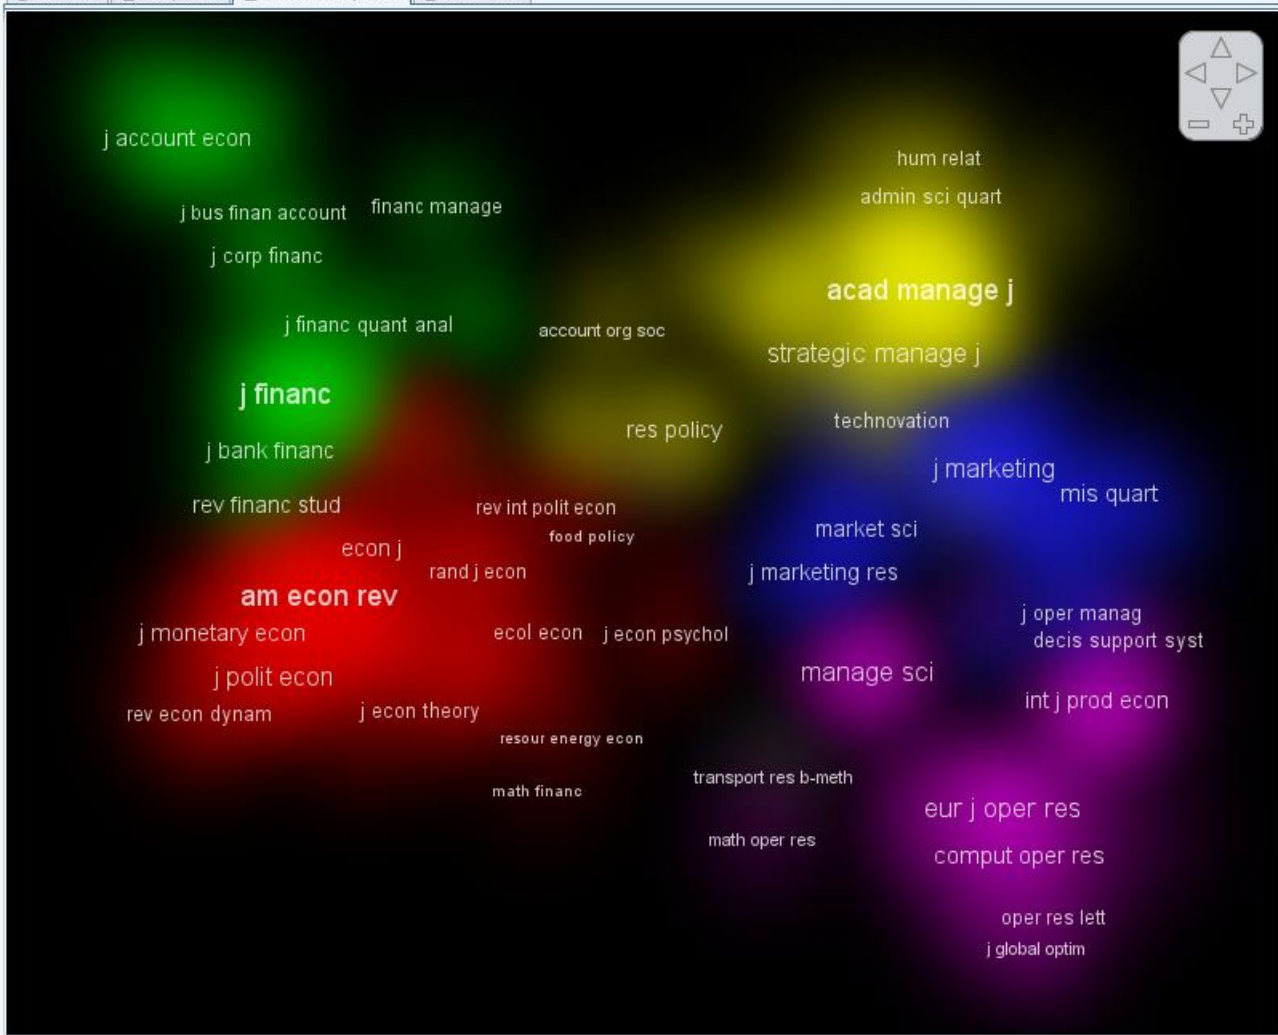 j account econ
hum relat
admin sci quart
j bus finan account
financ manage
j corp financ
acad manage j
j financ quant anal
account org soc
strategic manage j
j financ
technovation
res policy
j bank financ
j marketing
mis quart
rev financ stud
rev int polit econ
market sci
food policy
econ j
rand j econ
j marketing res
am econ rev
j oper manag
j monetary econ
ecol econ
j econ psychol
decis support syst
manage sci
j polit econ
int j prod econ
rev econ dynam
j econ theory
resour energy econ
transport res b-meth
math financ
eur j oper res
math oper res
comput oper res
oper res lett
j global optim